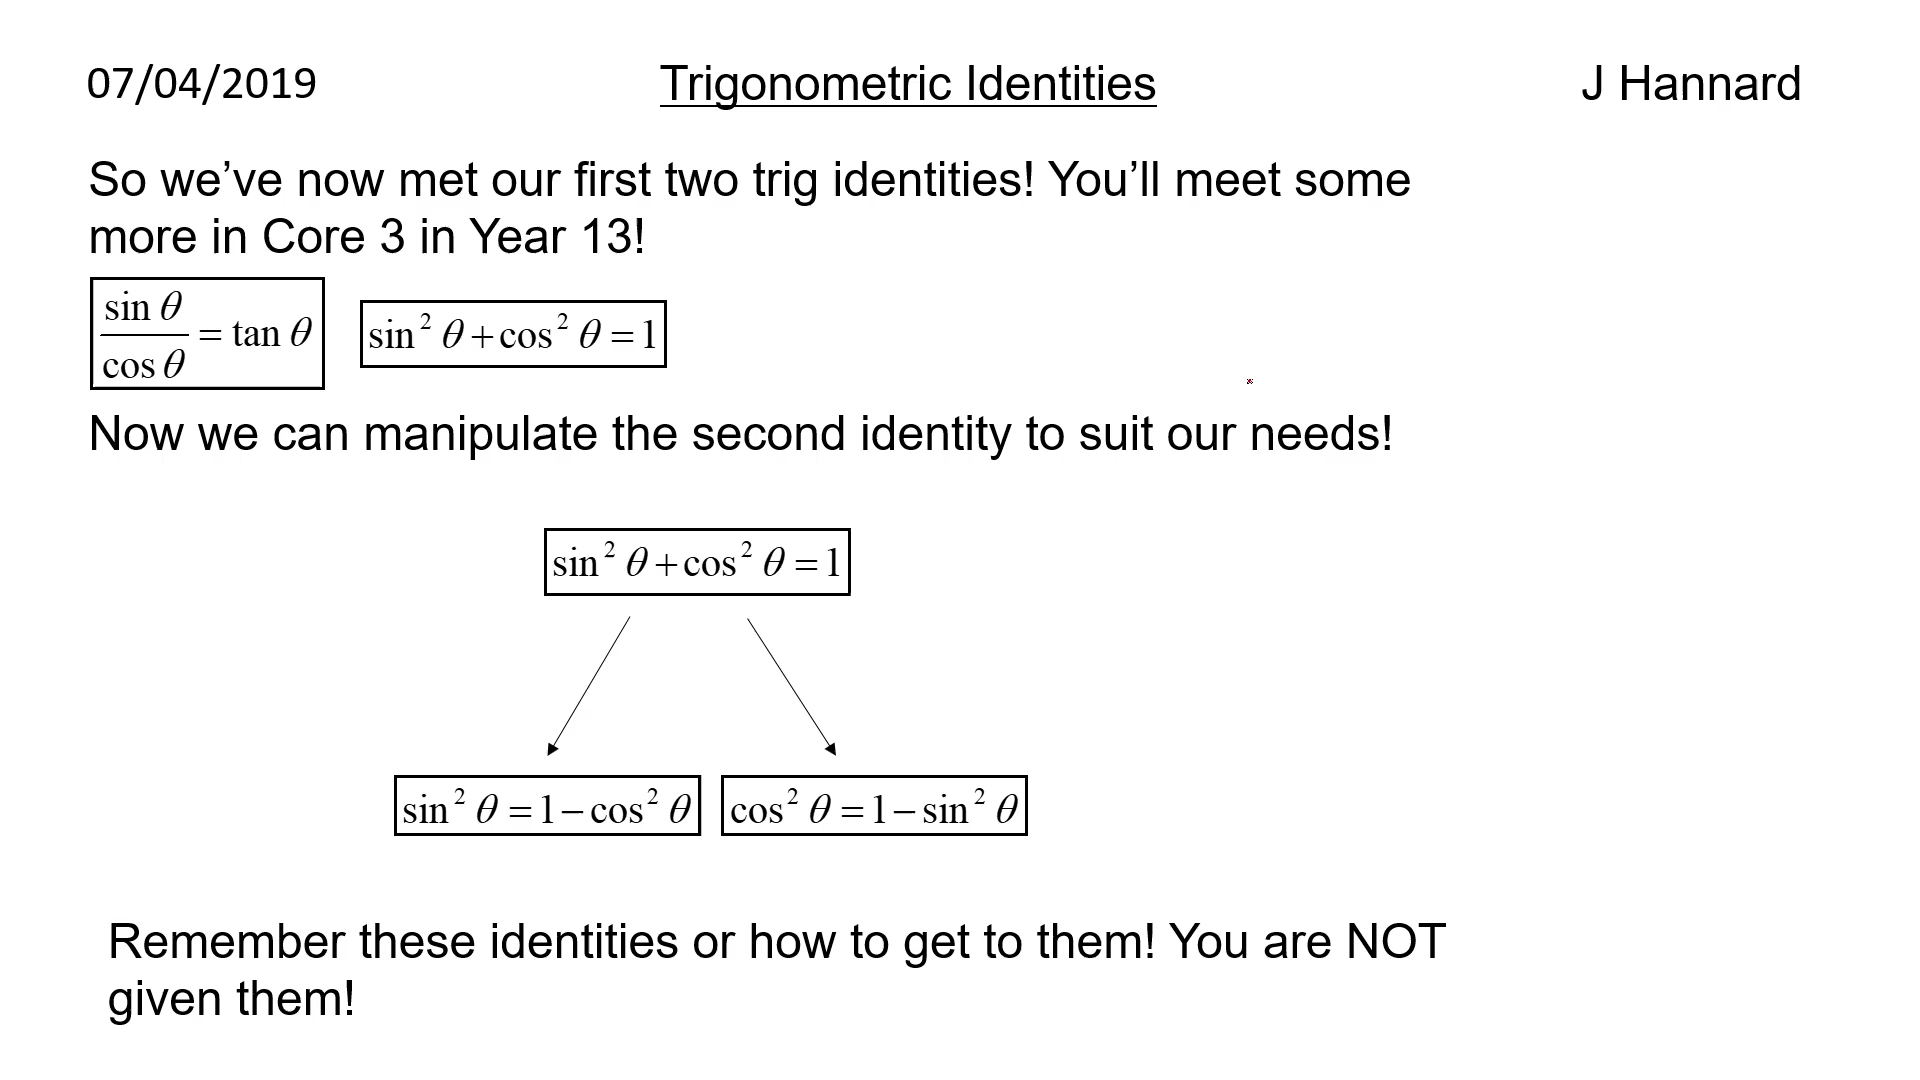 07/04/2019 Trigonometric Identities J Hannard
So we’ve now met our first two trig identities! You’ll meet some
more in Core 3 in Year 13!
sin θ / cos θ = tan θ sin² θ + cos² θ = 1
Now we can manipulate the second identity to suit our needs!
sin² θ + cos² θ = 1
sin² θ = 1 − cos² θ cos² θ = 1 − sin² θ
Remember these identities or how to get to them! You are NOT
given them!